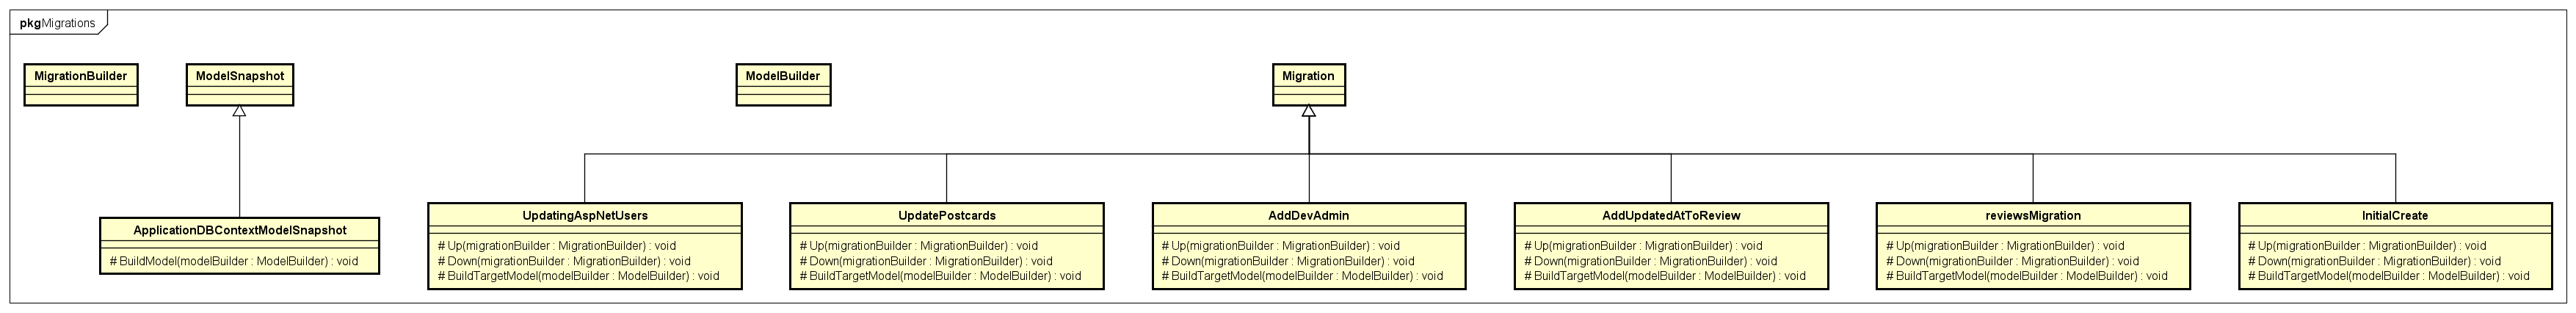 pkg Migrations
MigrationBuilder
ModelSnapshot
ModelBuilder
Migration
ApplicationDBContextModelSnapshot
# BuildModel(modelBuilder : ModelBuilder) : void
UpdatingAspNetUsers
# Up(migrationBuilder : MigrationBuilder) : void
# Down(migrationBuilder : MigrationBuilder) : void
# BuildTargetModel(modelBuilder : ModelBuilder) : void
UpdatePostcards
# Up(migrationBuilder : MigrationBuilder) : void
# Down(migrationBuilder : MigrationBuilder) : void
# BuildTargetModel(modelBuilder : ModelBuilder) : void
AddDevAdmin
# Up(migrationBuilder : MigrationBuilder) : void
# Down(migrationBuilder : MigrationBuilder) : void
# BuildTargetModel(modelBuilder : ModelBuilder) : void
AddUpdatedAtToReview
# Up(migrationBuilder : MigrationBuilder) : void
# Down(migrationBuilder : MigrationBuilder) : void
# BuildTargetModel(modelBuilder : ModelBuilder) : void
reviewsMigration
# Up(migrationBuilder : MigrationBuilder) : void
# Down(migrationBuilder : MigrationBuilder) : void
# BuildTargetModel(modelBuilder : ModelBuilder) : void
InitialCreate
# Up(migrationBuilder : MigrationBuilder) : void
# Down(migrationBuilder : MigrationBuilder) : void
# BuildTargetModel(modelBuilder : ModelBuilder) : void